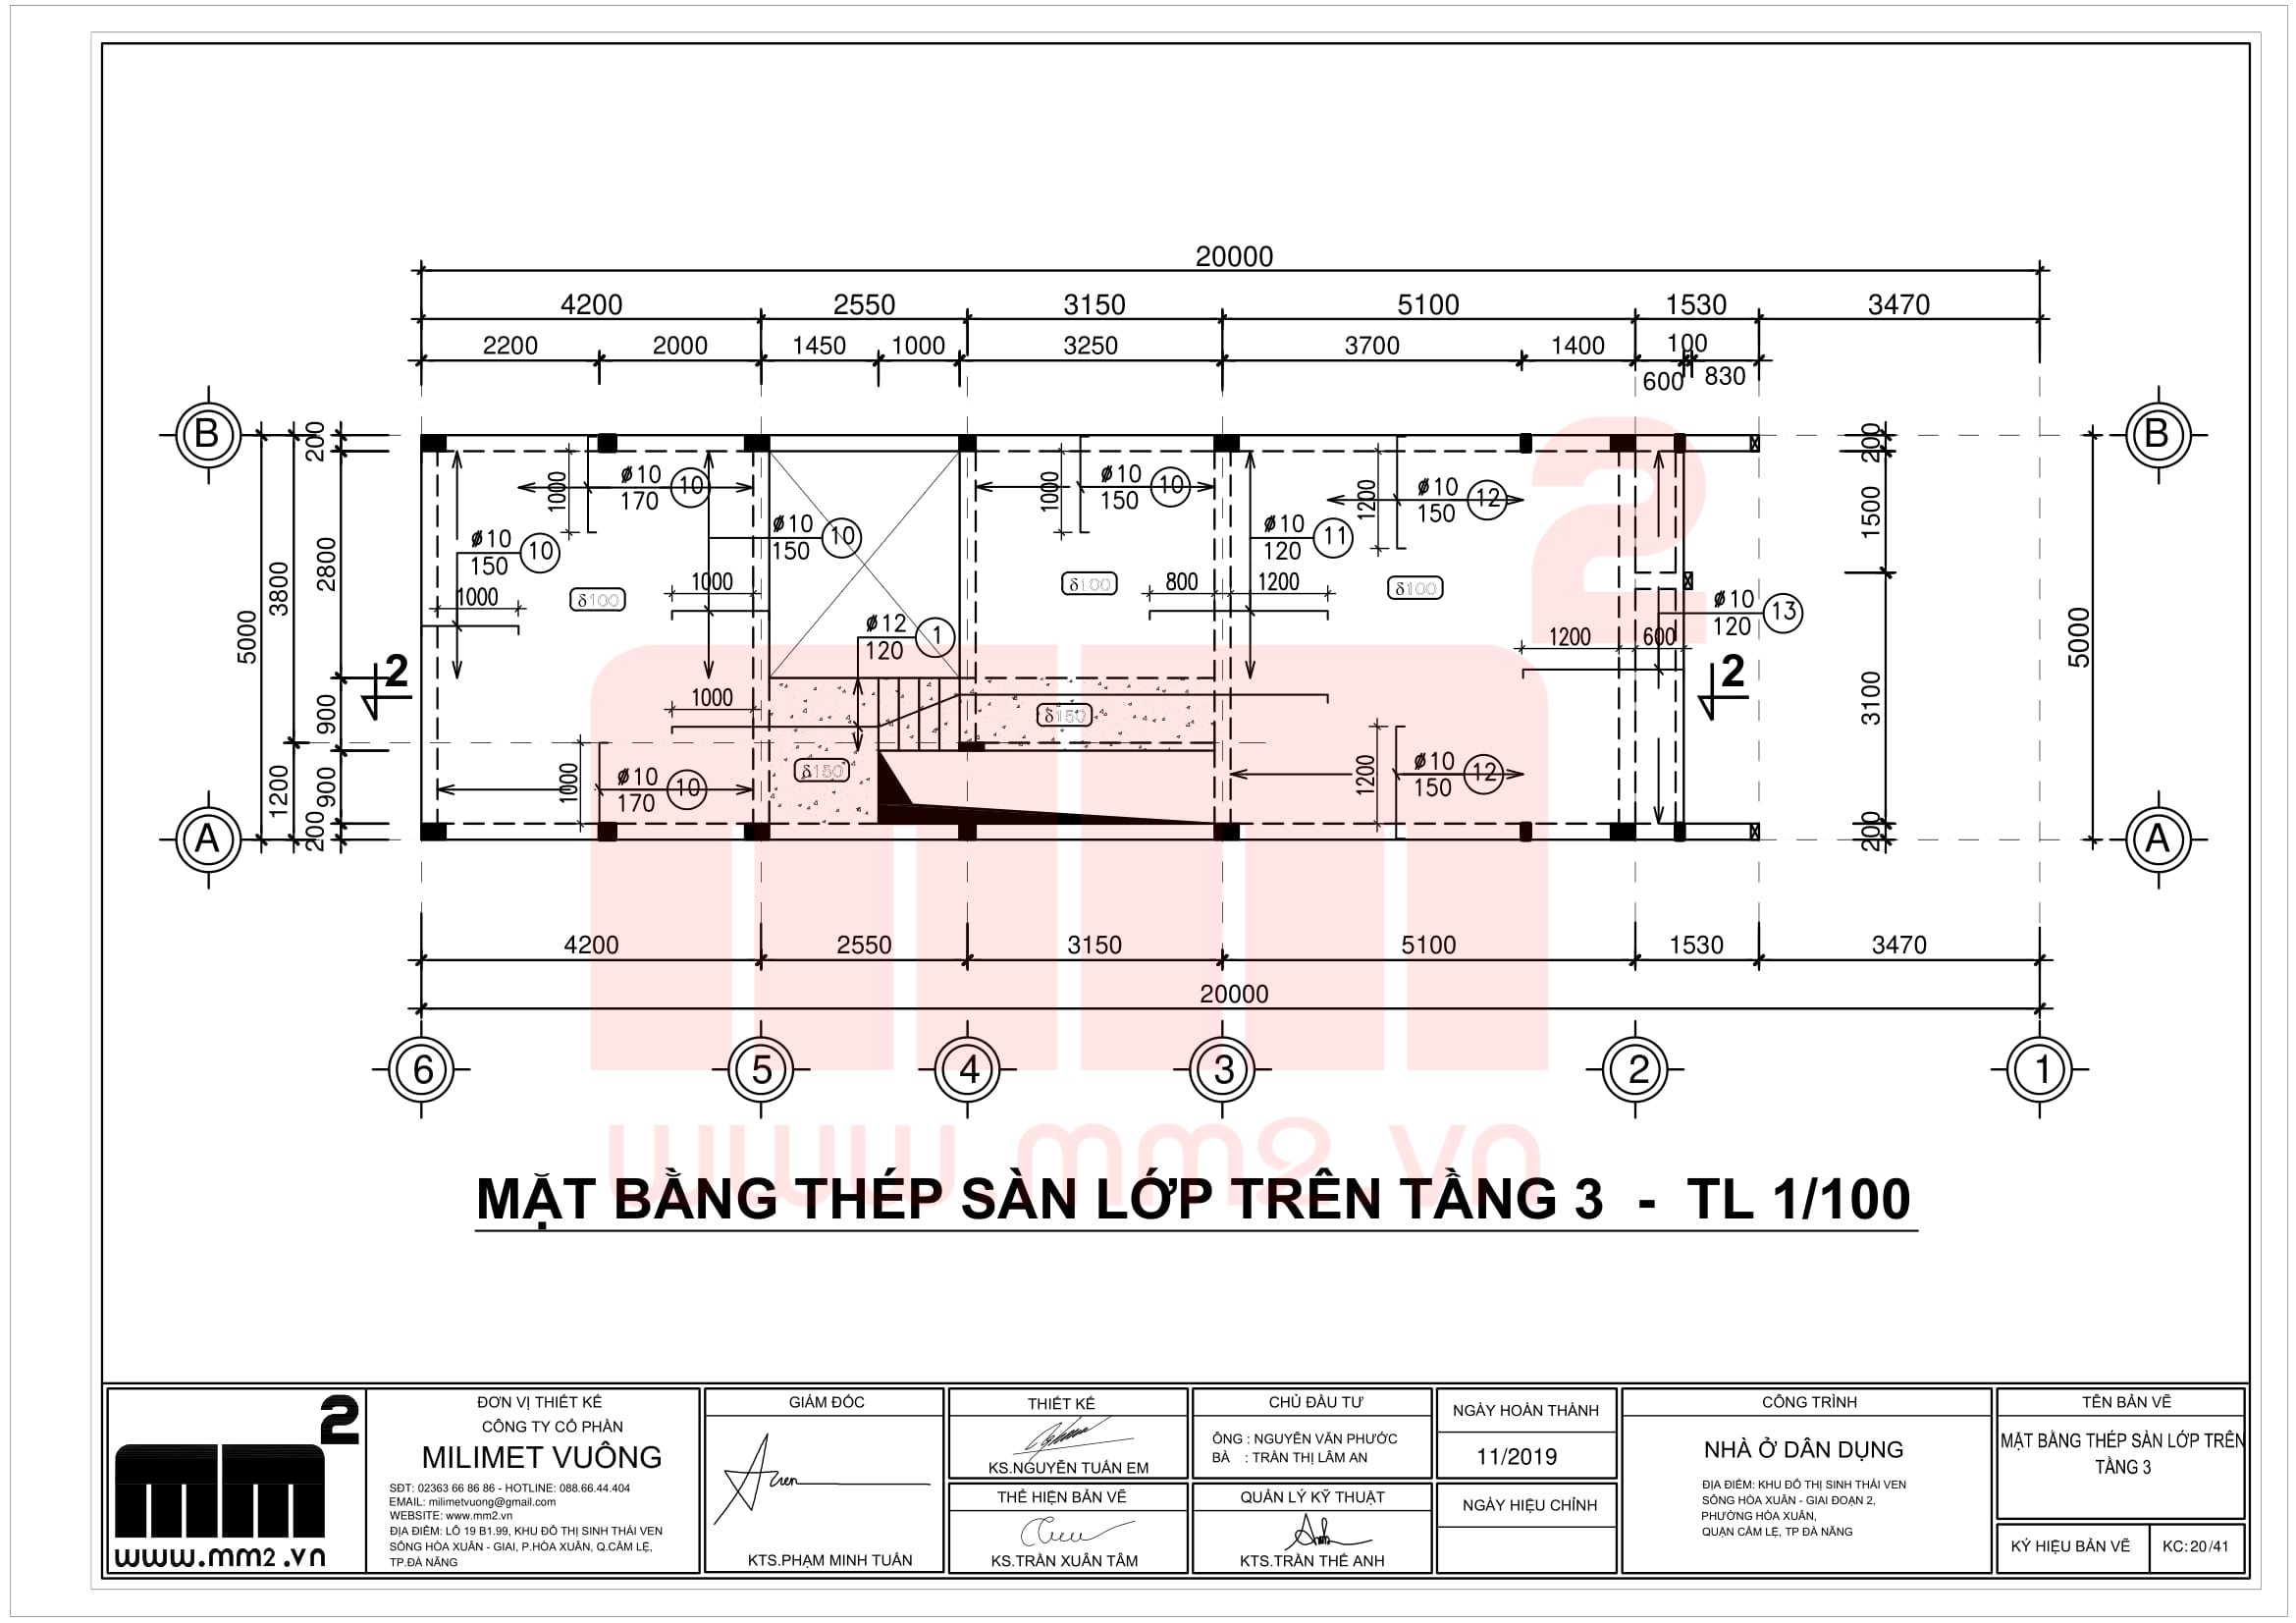 20000
4200 2550 3150 5100 1530 3470
2200 2000 1450 1000 3250 3700 1400 100
600 830
B B
200 200
Ø10 170 10
1000
Ø10 150 10
1000
Ø10 150 12
1200
Ø10 150 10
Ø10 150 10
Ø10 120 11
1500
2800
3800
5000
1000
δ100
1000
δ100
800 1200
δ100
Ø10 120 13
Ø12 120 1
1200 600
5000
2 2
1000
δ150
3100
900
1200
900
1000
Ø10 170 10
δ150
1200
Ø10 150 12
200 200
A A
4200 2550 3150 5100 1530 3470
20000
6 5 4 3 2 1
mm2
www.mm2.vn
MẶT BẰNG THÉP SÀN LỚP TRÊN TẦNG 3 - TL 1/100
mm2
www.mm2.vn
ĐƠN VỊ THIẾT KẾ
CÔNG TY CỔ PHẦN
MILIMET VUÔNG
SĐT: 02363 66 86 86 - HOTLINE: 088.66.44.404
EMAIL: milimetvuong@gmail.com
WEBSITE: www.mm2.vn
ĐỊA ĐIỂM: LÔ 19 B1.99, KHU ĐÔ THỊ SINH THÁI VEN
SÔNG HÒA XUÂN - GIAI, P.HÒA XUÂN, Q.CẨM LỆ,
TP.ĐÀ NẴNG
GIÁM ĐỐC
KTS.PHẠM MINH TUẤN
THIẾT KẾ
KS.NGUYỄN TUẤN EM
THỂ HIỆN BẢN VẼ
KS.TRẦN XUÂN TÂM
CHỦ ĐẦU TƯ
ÔNG : NGUYỄN VĂN PHƯỚC
BÀ : TRẦN THỊ LÂM AN
QUẢN LÝ KỸ THUẬT
KTS.TRẦN THẾ ANH
NGÀY HOÀN THÀNH
11/2019
NGÀY HIỆU CHỈNH
CÔNG TRÌNH
NHÀ Ở DÂN DỤNG
ĐỊA ĐIỂM: KHU ĐÔ THỊ SINH THÁI VEN
SÔNG HÒA XUÂN - GIAI ĐOẠN 2,
PHƯỜNG HÒA XUÂN,
QUẬN CẨM LỆ, TP ĐÀ NẴNG
TÊN BẢN VẼ
MẶT BẰNG THÉP SÀN LỚP TRÊN
TẦNG 3
KÝ HIỆU BẢN VẼ
KC: 20/41